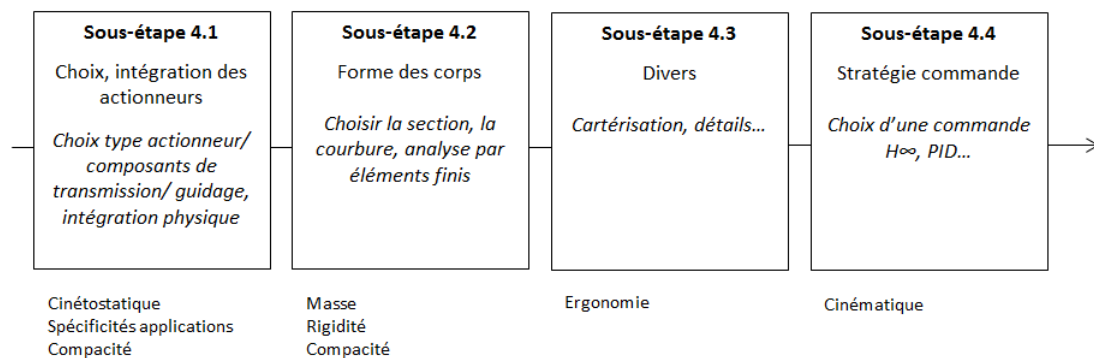 Sous-étape 4.1
Choix, intégration des
actionneurs
Choix type actionneur/
composants de
transmission/ guidage,
intégration physique
Cinétostatique
Spécificités applications
Compacité
Sous-étape 4.2
Forme des corps
Choisir la section, la
courbure, analyse par
éléments finis
Masse
Rigidité
Compacité
Sous-étape 4.3
Divers
Cartérisation, détails…
Ergonomie
Sous-étape 4.4
Stratégie commande
Choix d’une commande
H∞, PID…
Cinématique